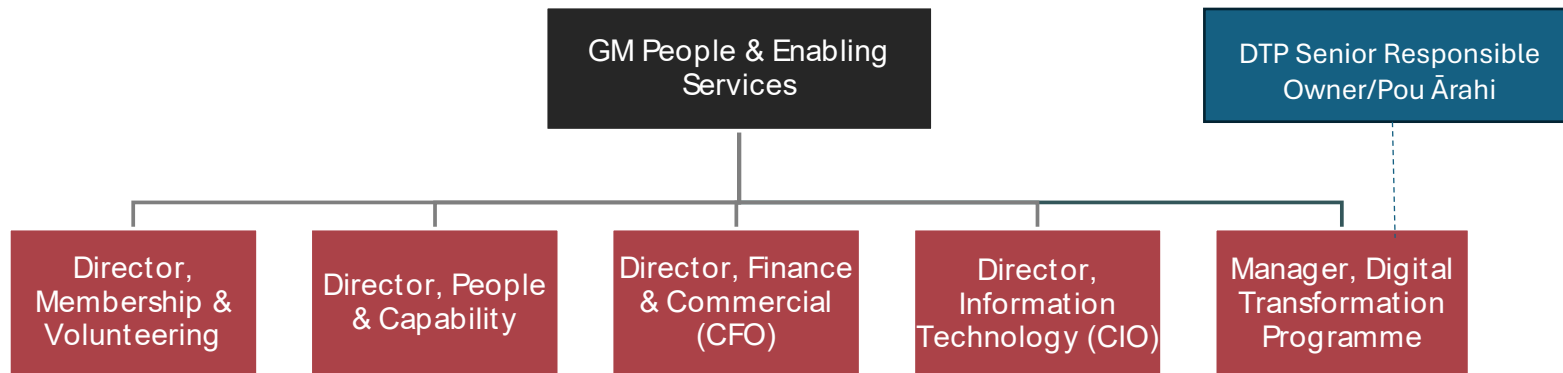 GM People & Enabling
Services
DTP Senior Responsible
Owner/Pou Ārahi
Director,
Membership &
Volunteering
Director, People
& Capability
Director, Finance
& Commercial
(CFO)
Director,
Information
Technology (CIO)
Manager, Digital
Transformation
Programme